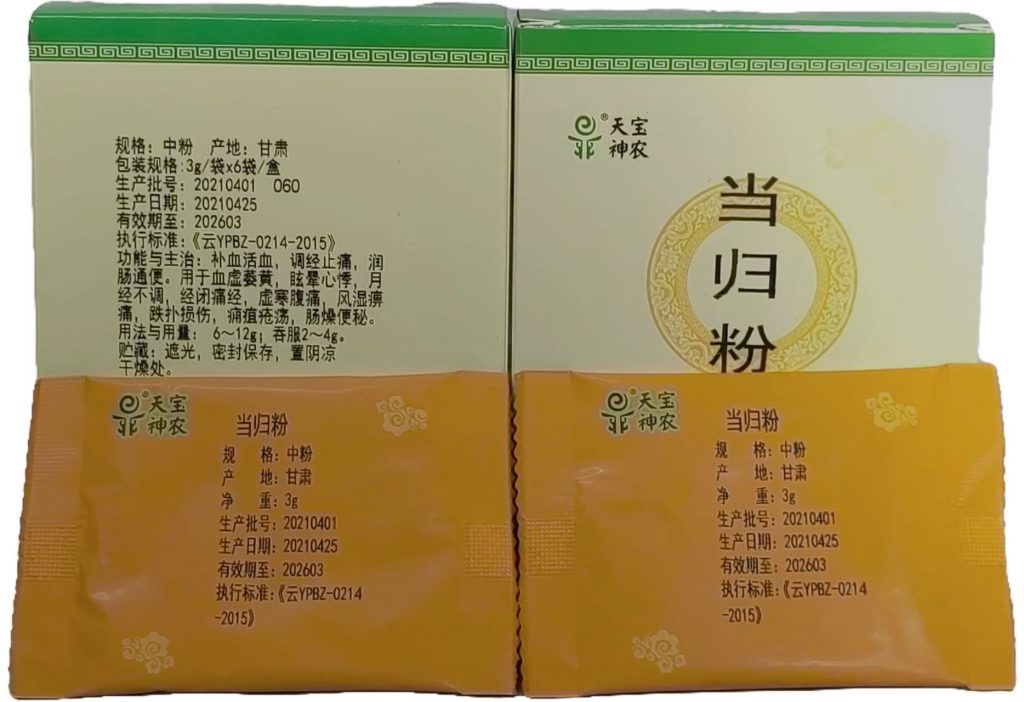 规格：中粉 产地：甘肃
包装规格:3g/袋x6袋/盒
生产批号：20210401 060
生产日期：20210425
有效期至：202603
执行标准：《云YPBZ-0214-2015》
功能与主治：补血活血，调经止痛，润
肠通便。用于血虚萎黄，眩晕心悸，月
经不调，经闭痛经，虚寒腹痛，风湿痹
痛，跌扑损伤，痈疽疮疡，肠燥便秘。
用法与用量：6～12g；吞服2～4g。
贮藏：遮光，密封保存，置阴凉
干燥处。
®天宝
神农
当
归
粉
®天宝
神农
当归粉
规 格：中粉
产 地：甘肃
净 重：3g
生产批号：20210401
生产日期：20210425
有效期至：202603
执行标准：《云YPBZ-0214
-2015》
®天宝
神农
当归粉
规 格：中粉
产 地：甘肃
净 重：3g
生产批号：20210401
生产日期：20210425
有效期至：202603
执行标准：《云YPBZ-0214
-2015》